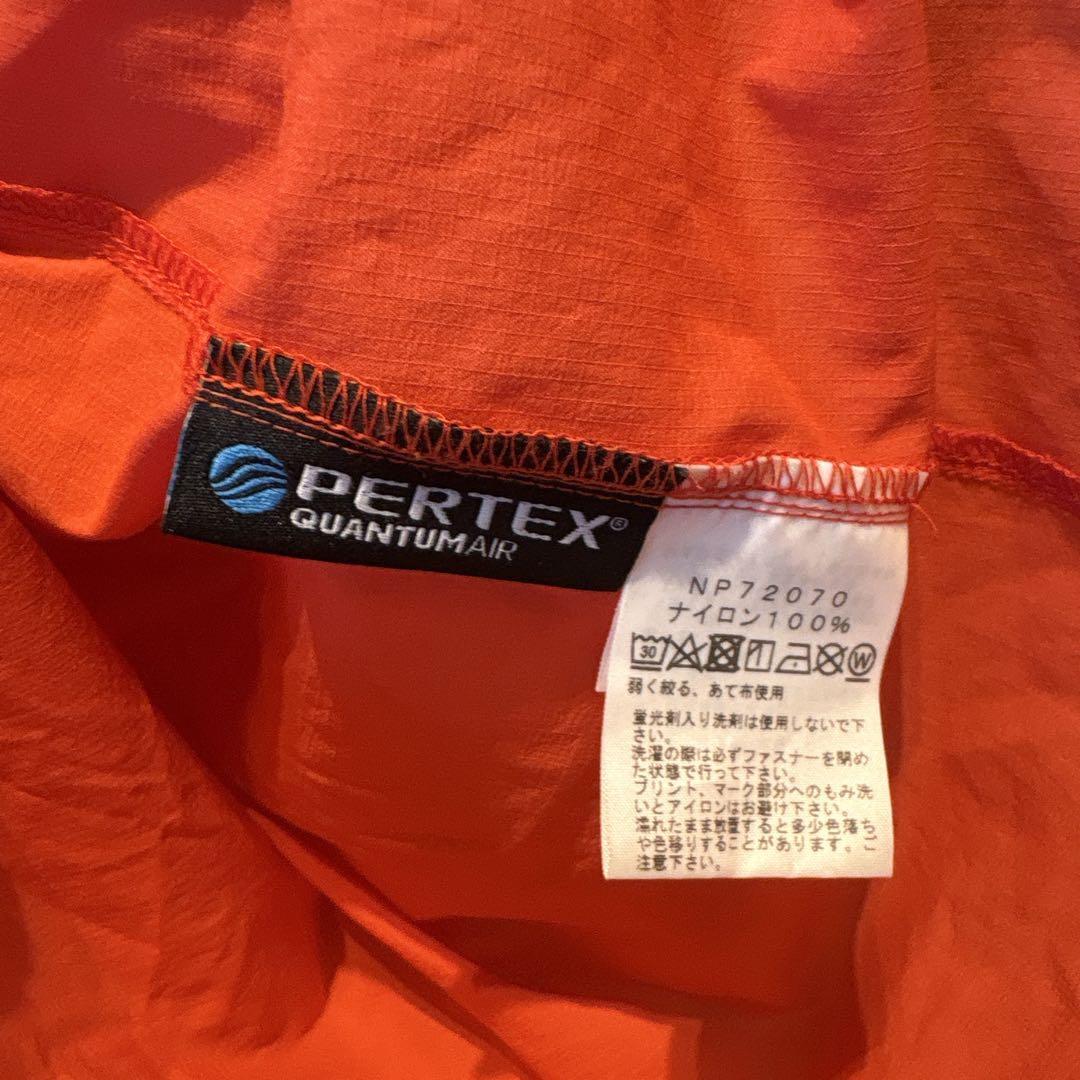 PERTEX®
QUANTUMAIR
NP72070
ナイロン100%
30 W
弱く絞る、あて布使用
蛍光剤入り洗剤は使用しないで下
さい。
洗濯の際は必ずファスナーを閉め
た状態で行って下さい。
プリント、マーク部分へのもみ洗
いとアイロンはお避け下さい。
濡れたまま放置すると多少色落ち
や色移りすることがあります。ご
注意下さい。